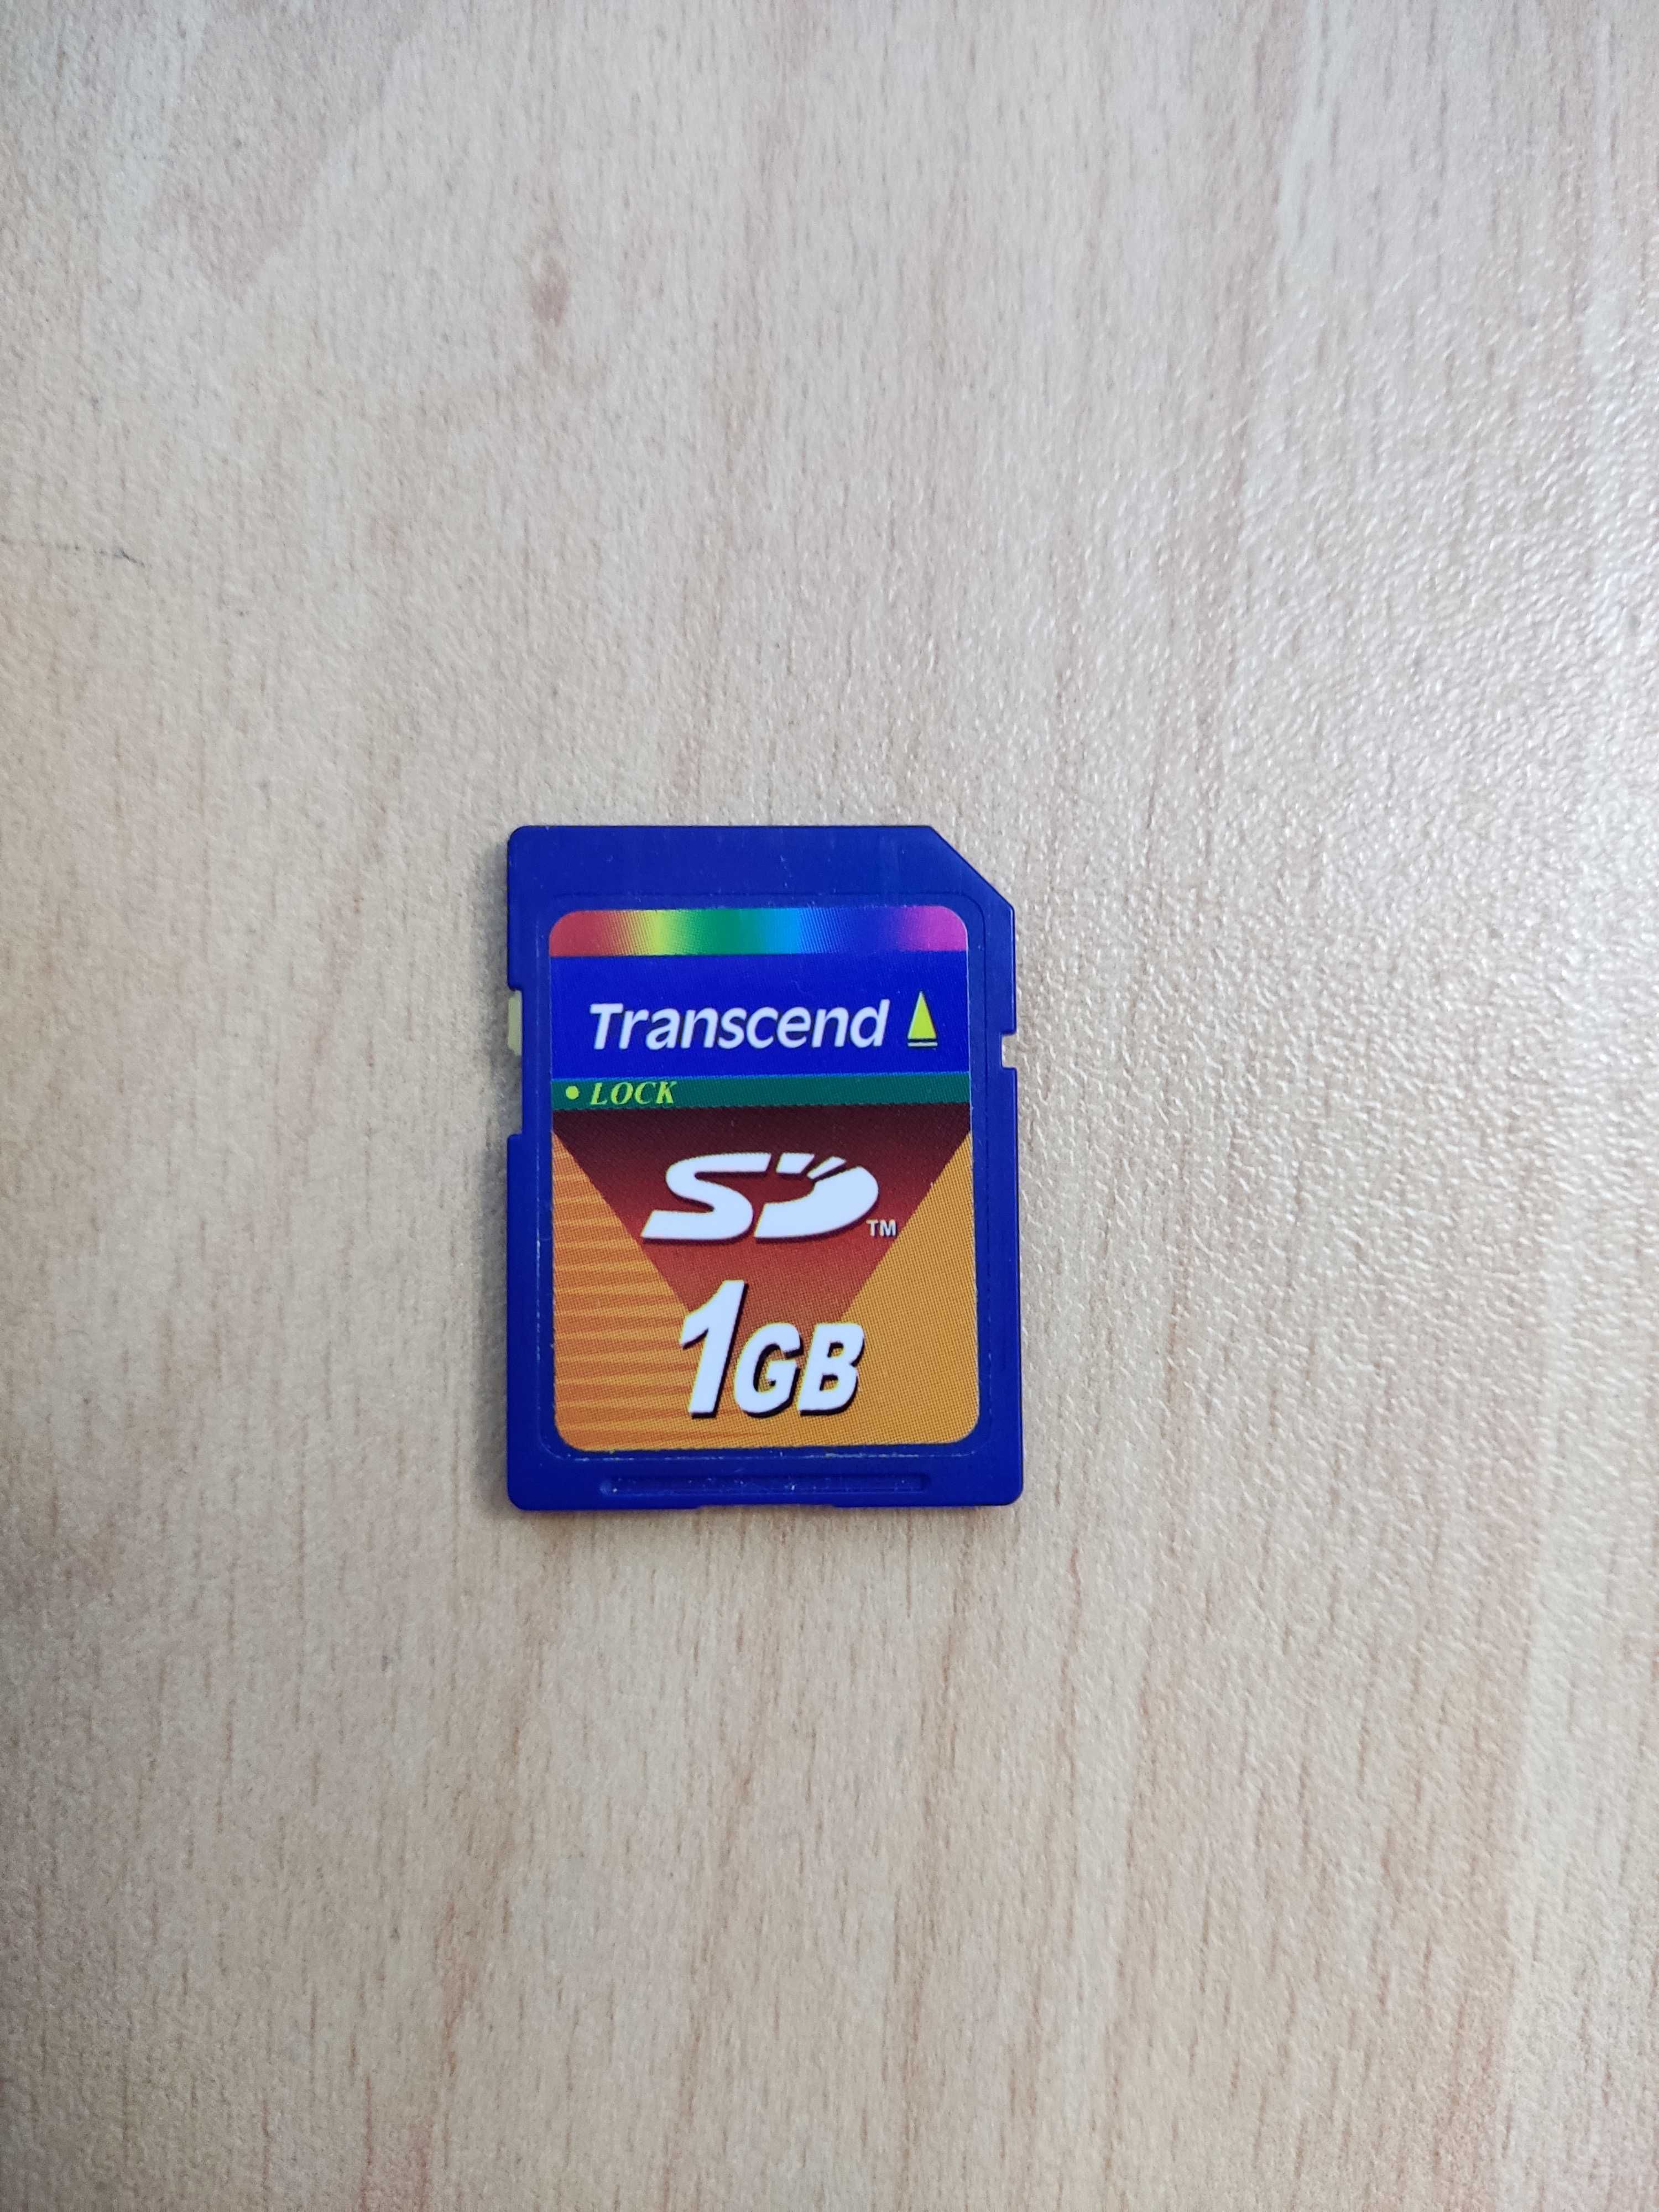 Transcend
• LOCK
SD™
1GB